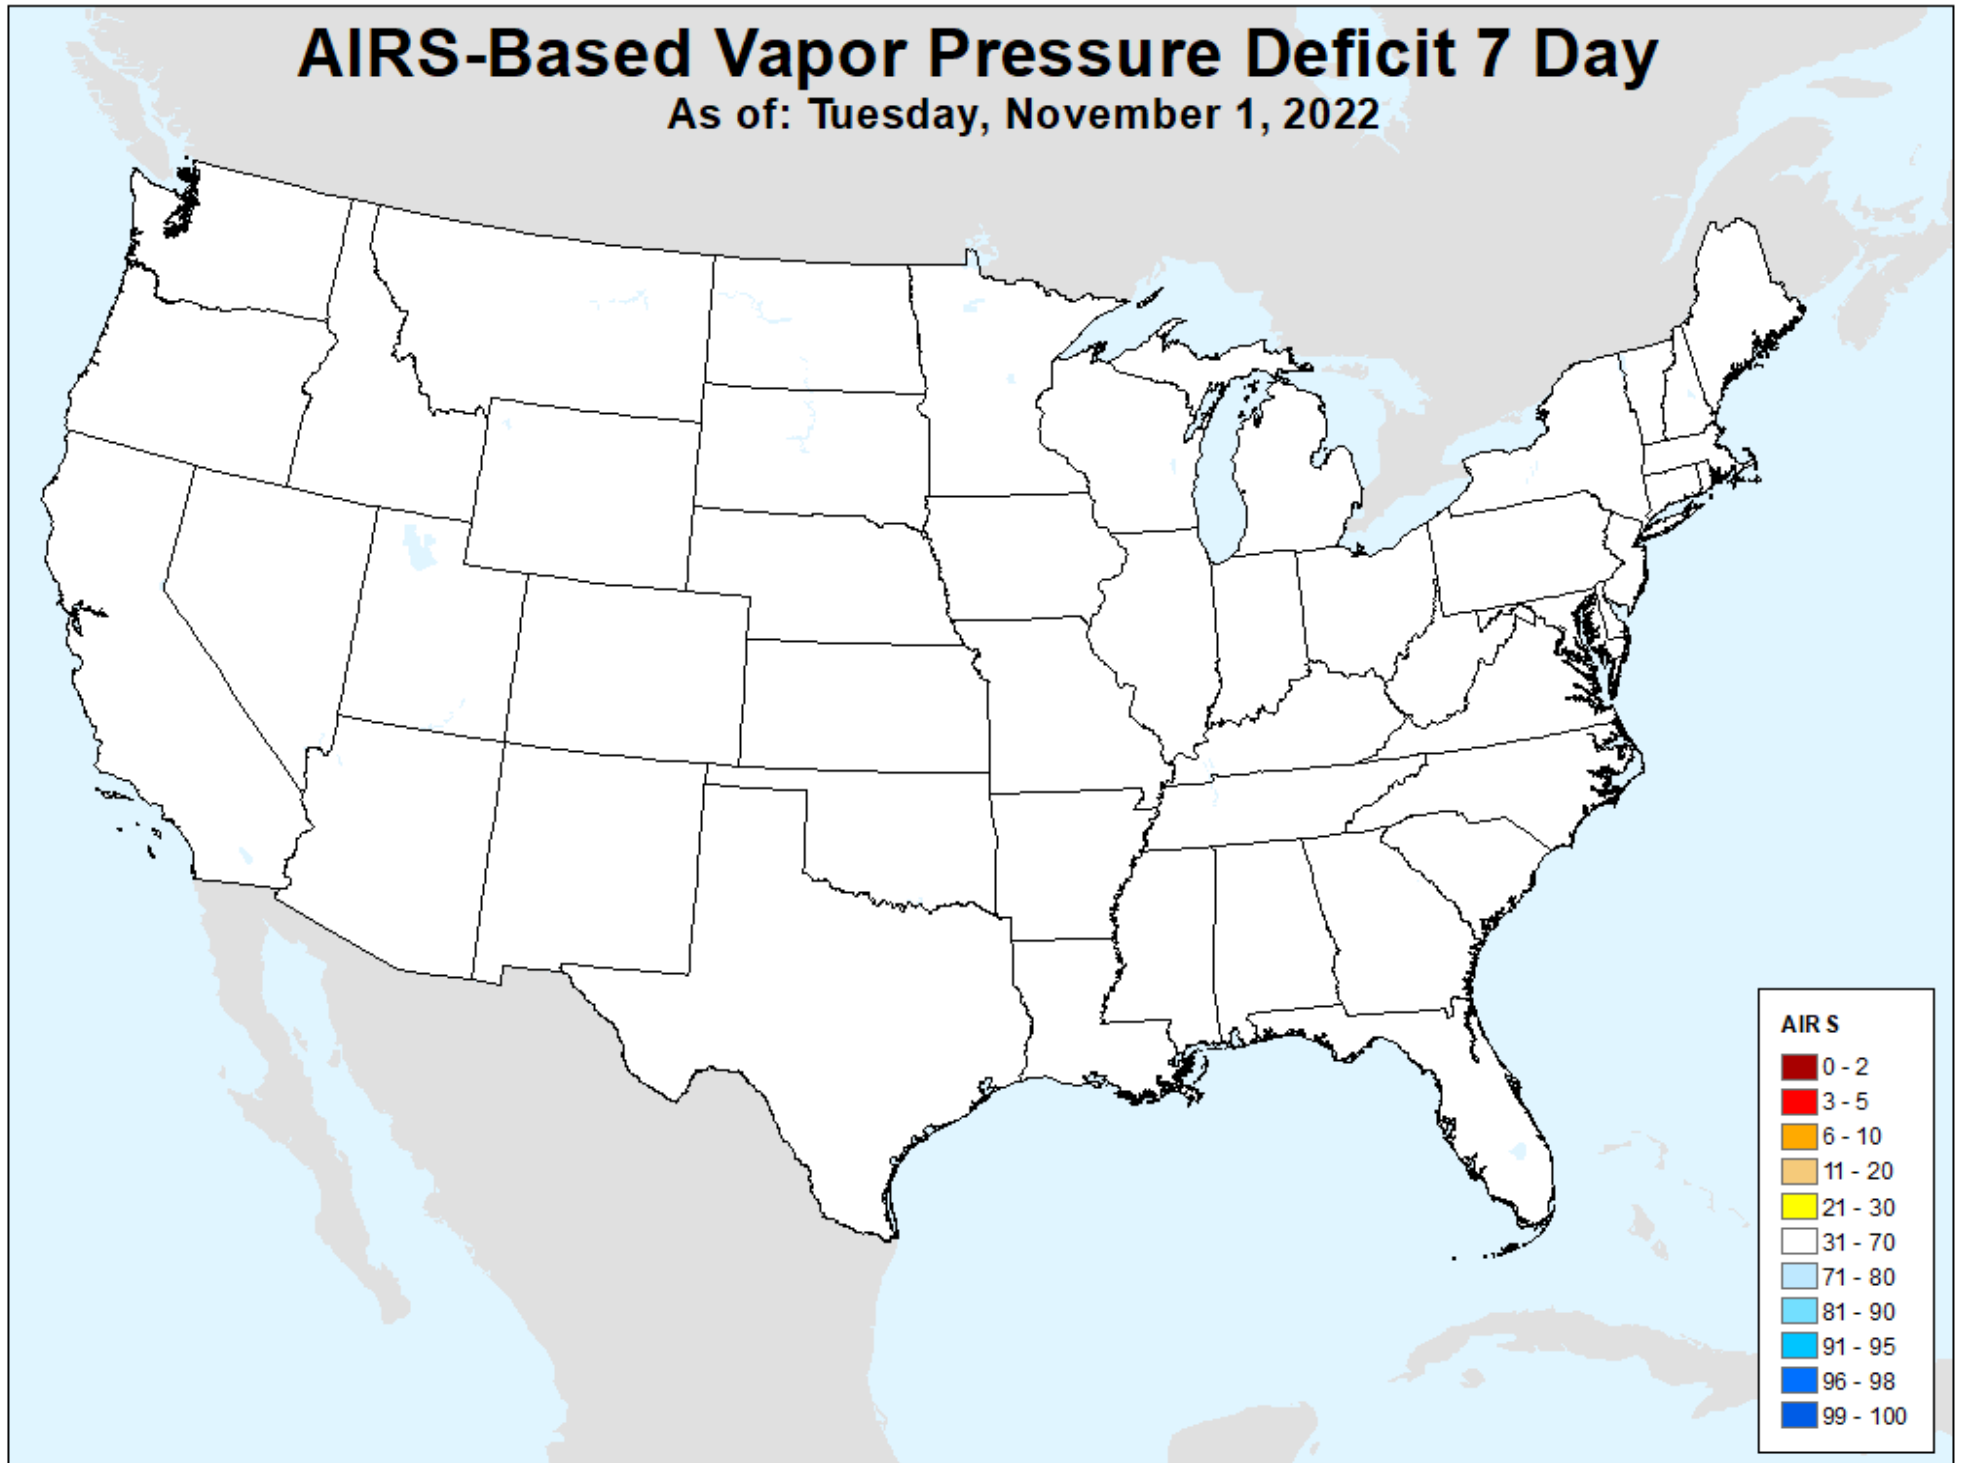 AIRS-Based Vapor Pressure Deficit 7 Day
As of: Tuesday, November 1, 2022
AIRS
0 - 2
3 - 5
6 - 10
11 - 20
21 - 30
31 - 70
71 - 80
81 - 90
91 - 95
96 - 98
99 - 100